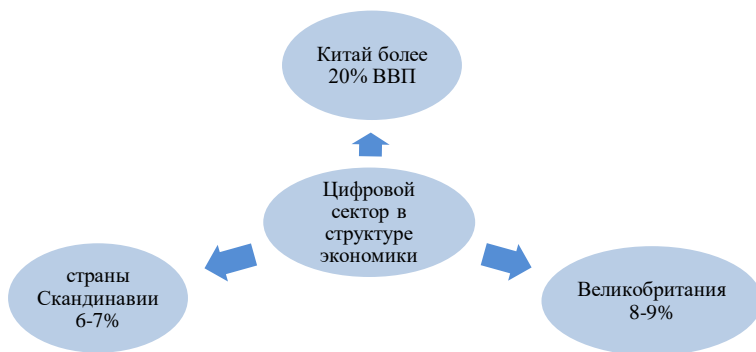 Китай более
20% ВВП
Цифровой
сектор в
структуре
экономики
страны
Скандинавии
6-7%
Великобритания
8-9%